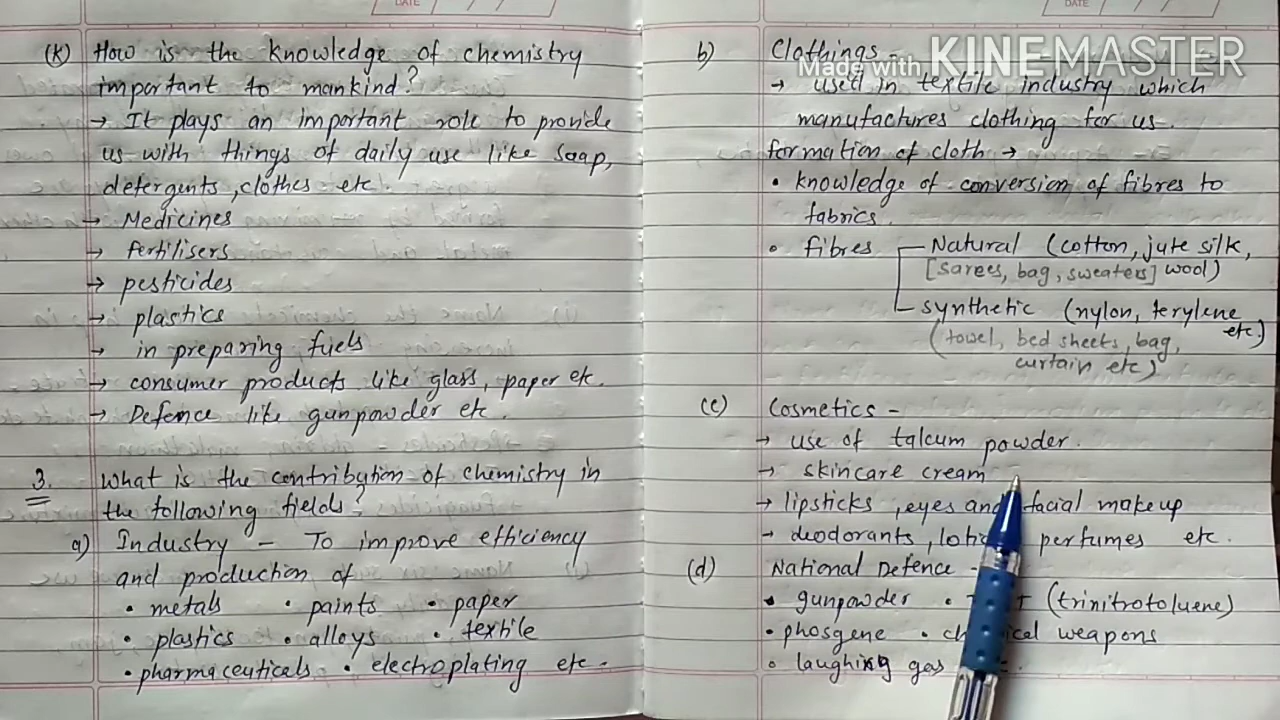 DATE
(k) How is the knowledge of chemistry
important to mankind?
→ It plays an important role to provide
us with things of daily use like soap,
detergents, clothes etc.
→ Medicines
→ fertilisers
→ pesticides
→ plastics
→ in preparing fuels
→ consumer products like glass, paper etc.
→ Defence like gunpowder etc.
3. What is the contribution of chemistry in
the following fields?
a) Industry - To improve efficiency
and production of
• metals • paints • paper
• plastics • alloys • textile
• pharmaceuticals • electroplating etc.
DATE
Made with KINEMASTER
b) Clothings -
→ used in textile industry which
manufactures clothing for us.
formation of cloth →
• knowledge of conversion of fibres to
fabrics.
• fibres Natural (cotton, jute silk,
[sarees, bag, sweaters] wool)
synthetic (nylon, terylene
etc)
(towel, bed sheets, bag,
curtain etc)
(c) Cosmetics -
→ use of talcum powder.
→ skincare cream
→ lipsticks, eyes and facial makeup
→ deodorants, perfumes etc.
(d) National Defence -
• gunpowder • (trinitrotoluene)
• phosgene • weapons
• laughing gas